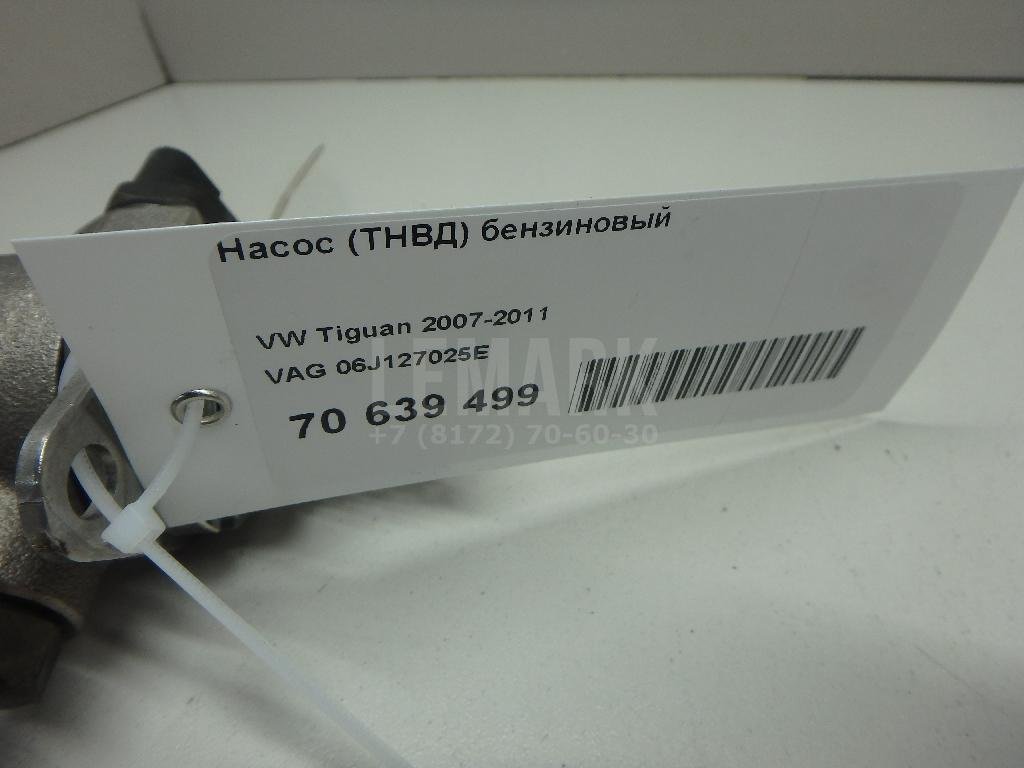 Насос (ТНВД) бензиновый
VW Tiguan 2007-2011
VAG 06J127025E
70 639 499
LEMARK
+7 (8172) 70-60-30